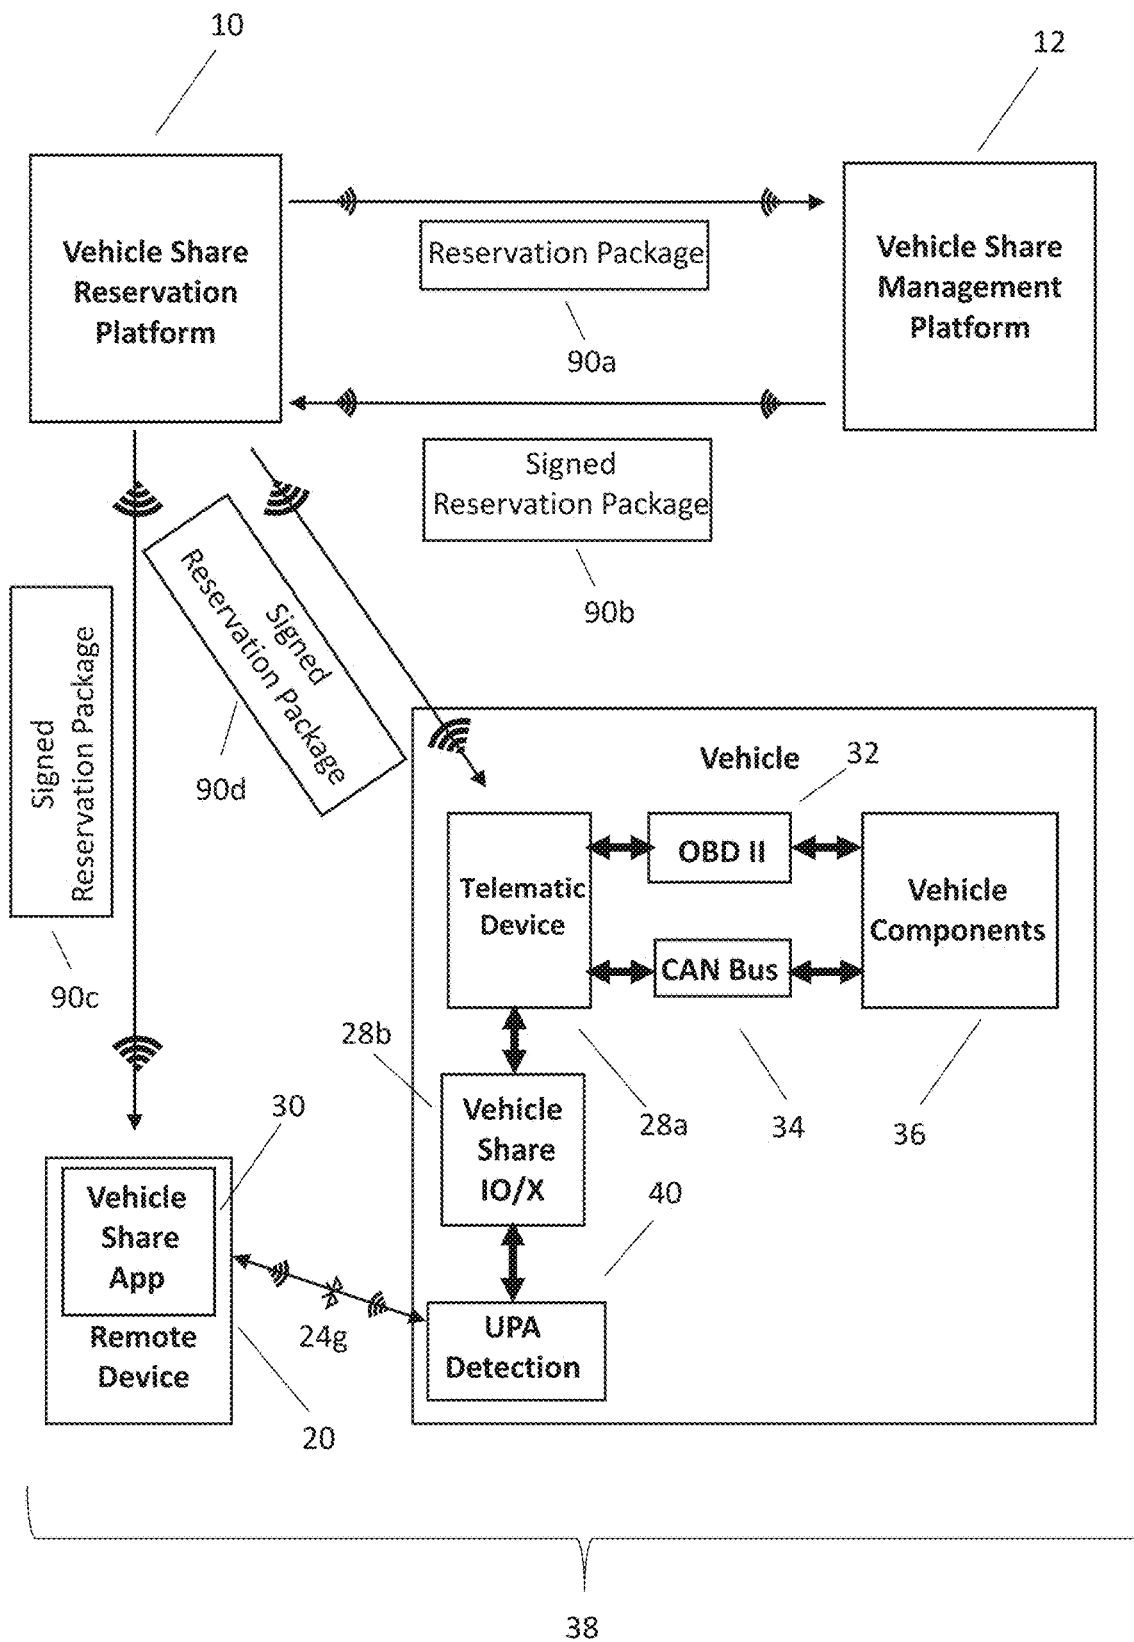 10
12
Vehicle Share
Reservation
Platform
Reservation Package
90a
Vehicle Share
Management
Platform
Signed
Reservation Package
90b
Signed
Reservation Package
90c
Signed
Reservation Package
90d
Vehicle
32
Telematic
Device
OBD II
CAN Bus
Vehicle
Components
28b
28a
34
36
Vehicle
Share
IO/X
40
30
Vehicle
Share
App
Remote
Device
20
24g
UPA
Detection
38